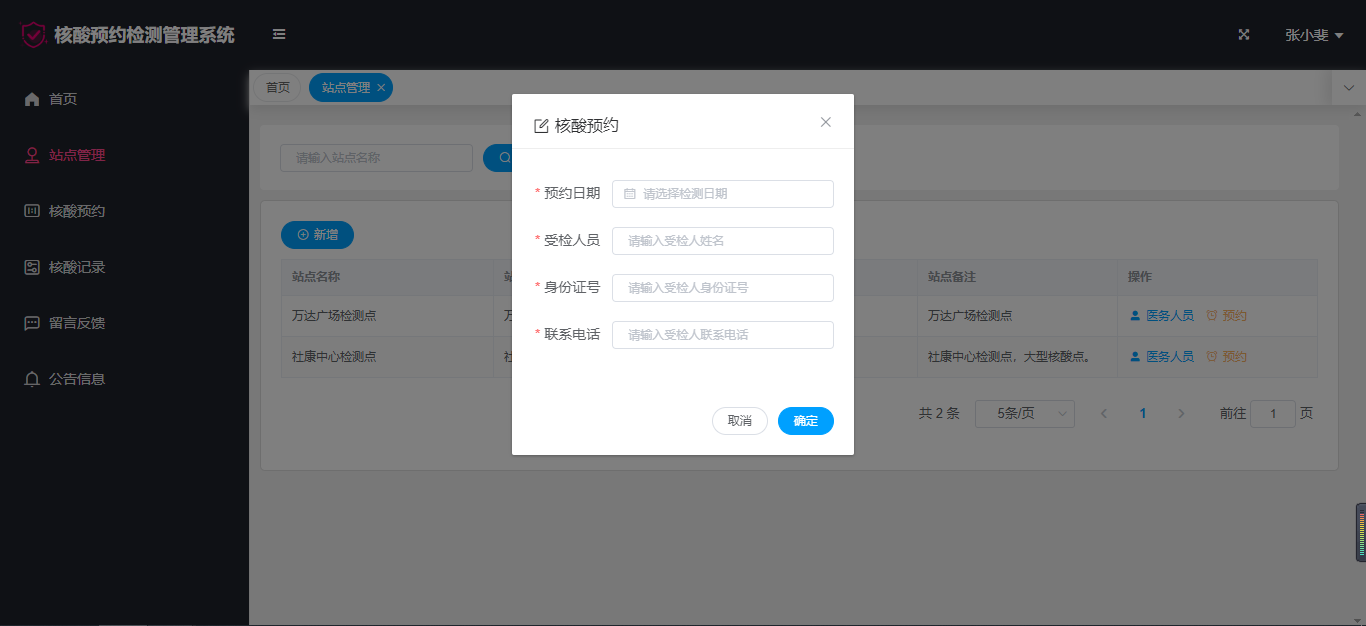 核酸预约检测管理系统
张小斐
首页
站点管理
核酸预约
核酸记录
留言反馈
公告信息
首页
站点管理
请输入站点名称
新增
站点名称
站
站点备注
操作
万达广场检测点
万
万达广场检测点
医务人员
预约
社康中心检测点
社
社康中心检测点，大型核酸点。
医务人员
预约
共 2 条
5条/页
1
前往
1
页
核酸预约
* 预约日期
请选择检测日期
* 受检人员
请输入受检人姓名
* 身份证号
请输入受检人身份证号
* 联系电话
请输入受检人联系电话
取消
确定